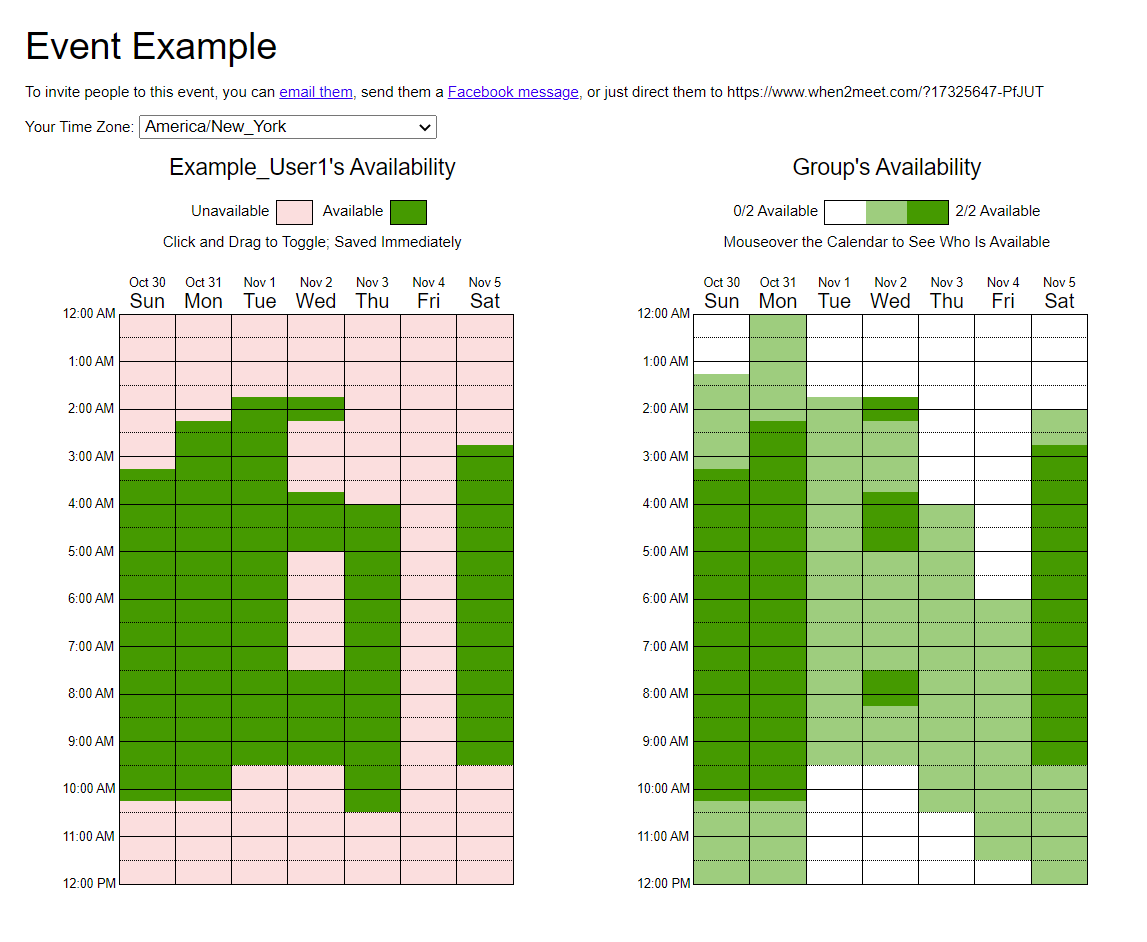 Event Example
To invite people to this event, you can email them, send them a Facebook message, or just direct them to https://www.when2meet.com/?17325647-PfJUT
Your Time Zone: America/New_York
Example_User1's Availability
Unavailable Available
Click and Drag to Toggle; Saved Immediately
Oct 30 Oct 31 Nov 1 Nov 2 Nov 3 Nov 4 Nov 5
Sun Mon Tue Wed Thu Fri Sat
12:00 AM
1:00 AM
2:00 AM
3:00 AM
4:00 AM
5:00 AM
6:00 AM
7:00 AM
8:00 AM
9:00 AM
10:00 AM
11:00 AM
12:00 PM
Group's Availability
0/2 Available 2/2 Available
Mouseover the Calendar to See Who Is Available
Oct 30 Oct 31 Nov 1 Nov 2 Nov 3 Nov 4 Nov 5
Sun Mon Tue Wed Thu Fri Sat
12:00 AM
1:00 AM
2:00 AM
3:00 AM
4:00 AM
5:00 AM
6:00 AM
7:00 AM
8:00 AM
9:00 AM
10:00 AM
11:00 AM
12:00 PM